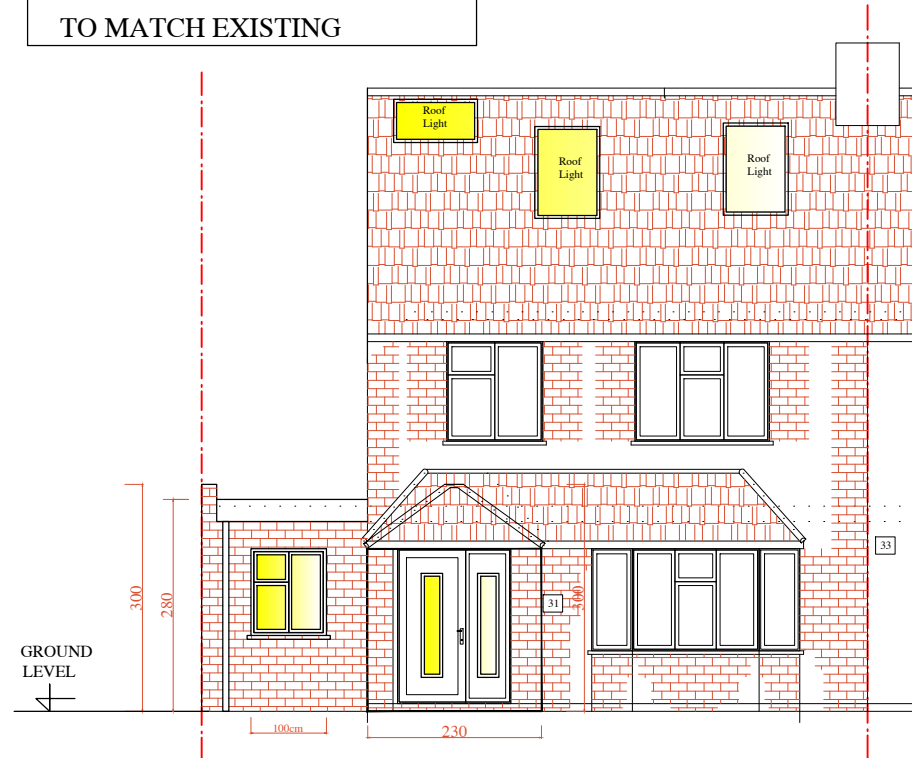 TO MATCH EXISTING
Roof
Light
Roof
Light
Roof
Light
300
280
300
31
33
GROUND
LEVEL
100cm
230